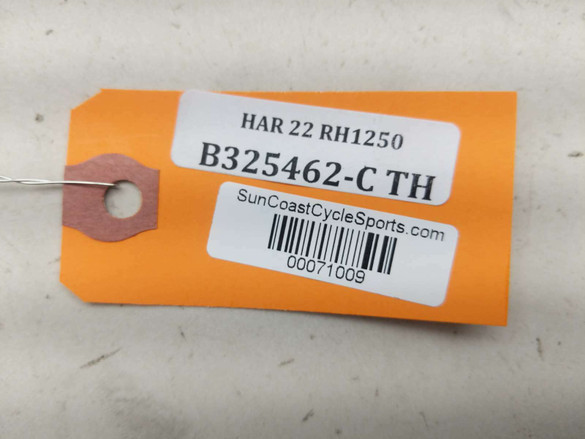 HAR 22 RH1250
B325462-C TH
SunCoastCycleSports.com
00071009